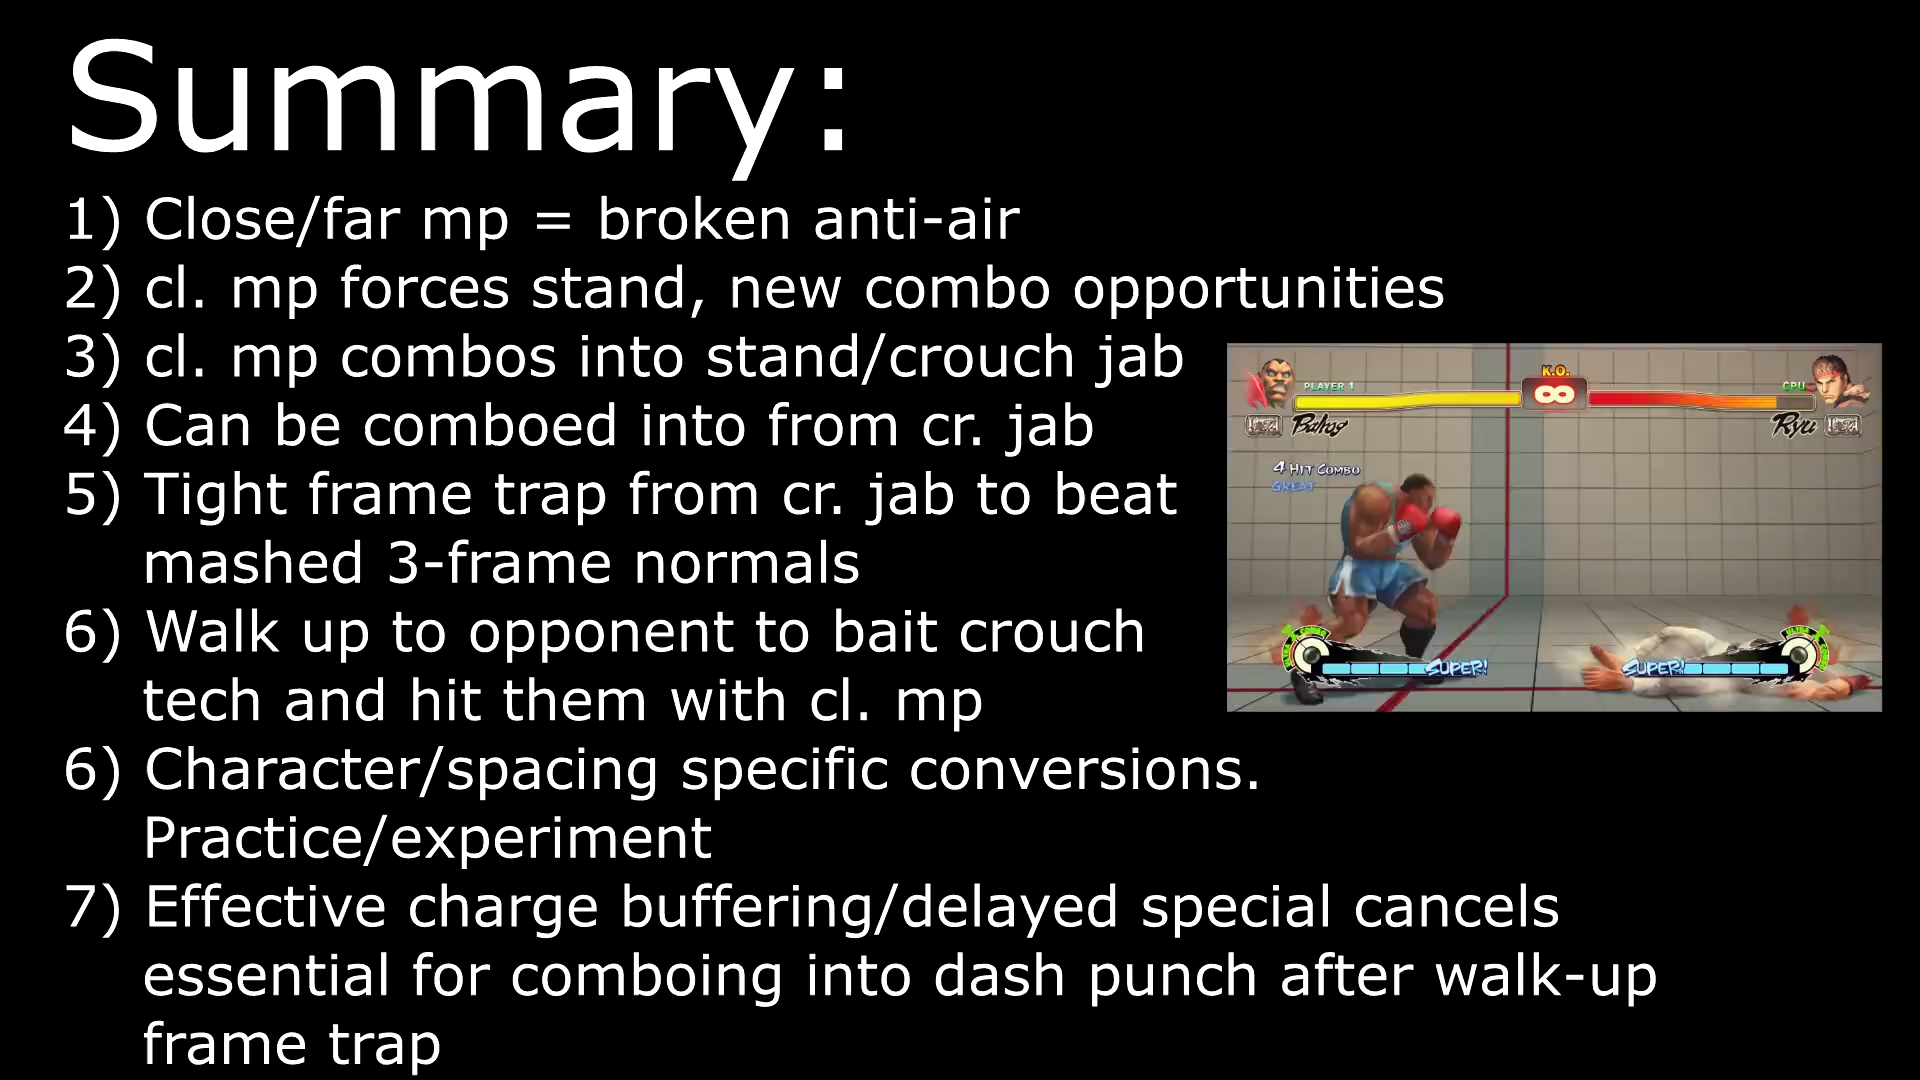 Summary:
1) Close/far mp = broken anti-air
2) cl. mp forces stand, new combo opportunities
3) cl. mp combos into stand/crouch jab
4) Can be comboed into from cr. jab
5) Tight frame trap from cr. jab to beat
mashed 3-frame normals
6) Walk up to opponent to bait crouch
tech and hit them with cl. mp
6) Character/spacing specific conversions.
Practice/experiment
7) Effective charge buffering/delayed special cancels
essential for comboing into dash punch after walk-up
frame trap
K.O.
PLAYER 1
CPU
∞
Balrog
Ryu
4 HIT COMBO
GREAT
SUPER!
SUPER!